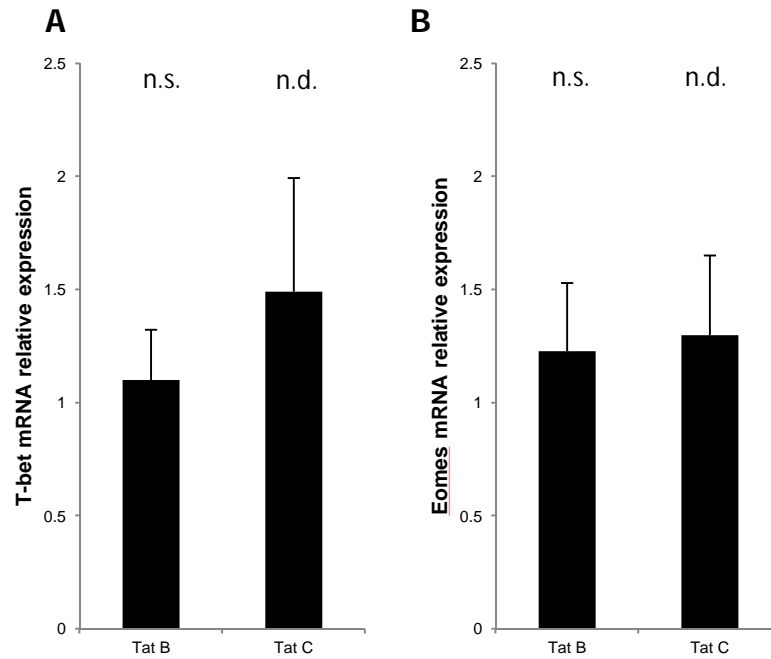 A
T-bet mRNA relative expression
2.5
2
1.5
1
0.5
0
n.s.
n.d.
Tat B
Tat C
B
Eomes mRNA relative expression
2.5
2
1.5
1
0.5
0
n.s.
n.d.
Tat B
Tat C